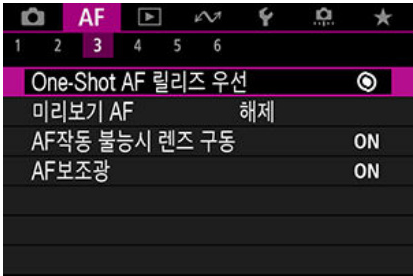 AF
1 2 3 4 5 6
One-Shot AF 릴리즈 우선
미리보기 AF 해제
AF작동 불능시 렌즈 구동 ON
AF보조광 ON